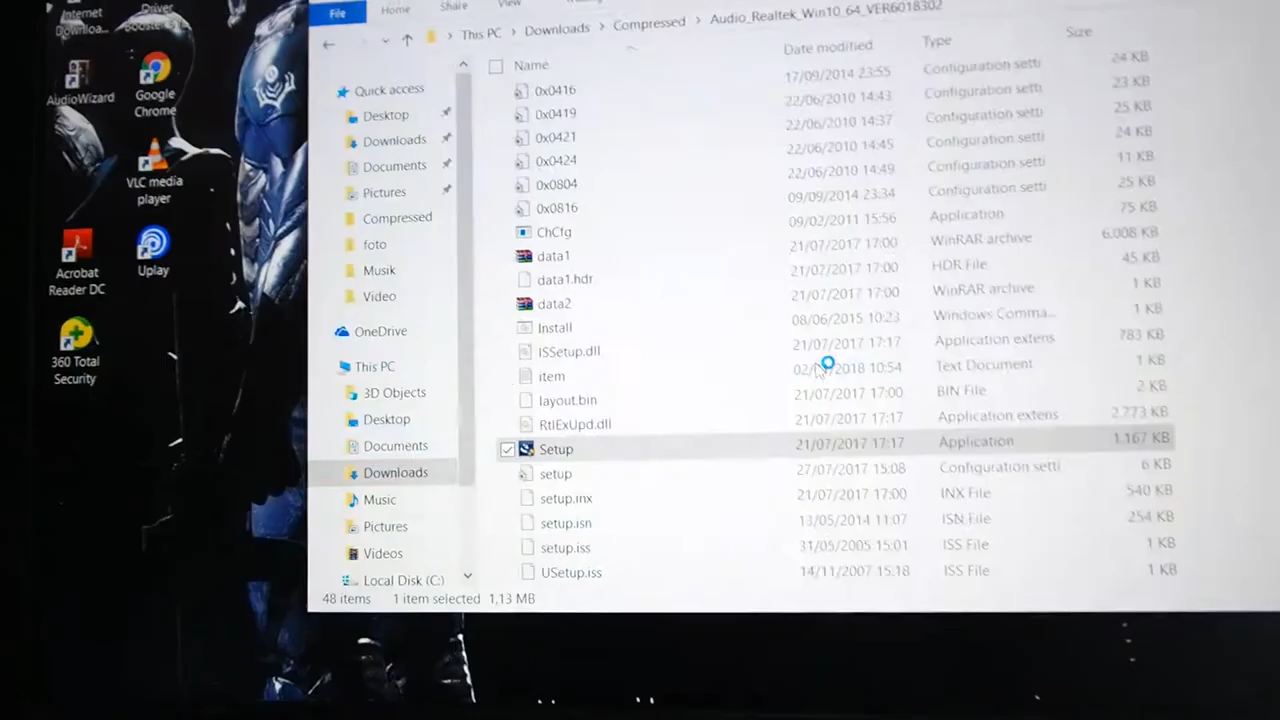 Internet
Downloa...
Driver
Booster 5
AudioWizard
Google
Chrome
VLC media
player
Acrobat
Reader DC
Uplay
360 Total
Security
File
Home
Share
View
This PC > Downloads > Compressed > Audio_Realtek_Win10_64_VER6018302
Name
Date modified
Type
Size
Quick access
Desktop
Downloads
Documents
Pictures
Compressed
foto
Musik
Video
OneDrive
This PC
3D Objects
Desktop
Documents
Downloads
Music
Pictures
Videos
Local Disk (C:)
0x0416 17/09/2014 23:55 Configuration setti 24 KB
0x0419 22/06/2010 14:43 Configuration setti 23 KB
0x0421 22/06/2010 14:37 Configuration setti 25 KB
0x0424 22/06/2010 14:45 Configuration setti 24 KB
0x0804 22/06/2010 14:49 Configuration setti 11 KB
0x0816 09/09/2014 23:34 Configuration setti 25 KB
ChCfg 09/02/2011 15:56 Application 75 KB
data1 21/07/2017 17:00 WinRAR archive 6.008 KB
data1.hdr 21/07/2017 17:00 HDR File 45 KB
data2 21/07/2017 17:00 WinRAR archive 1 KB
Install 08/06/2015 10:23 Windows Comma... 1 KB
ISSetup.dll 21/07/2017 17:17 Application extens 783 KB
item 2018 10:54 Text Document 1 KB
layout.bin 21/07/2017 17:00 BIN File 2 KB
RtlExUpd.dll 21/07/2017 17:17 Application extens 2.773 KB
Setup 21/07/2017 17:17 Application 1.167 KB
setup 27/07/2017 15:08 Configuration setti 6 KB
setup.inx 21/07/2017 17:00 INX File 540 KB
setup.isn 13/05/2014 11:07 ISN File 254 KB
setup.iss 31/05/2005 15:01 ISS File 1 KB
USetup.iss 14/11/2007 15:18 ISS File 1 KB
48 items 1 item selected 1,13 MB